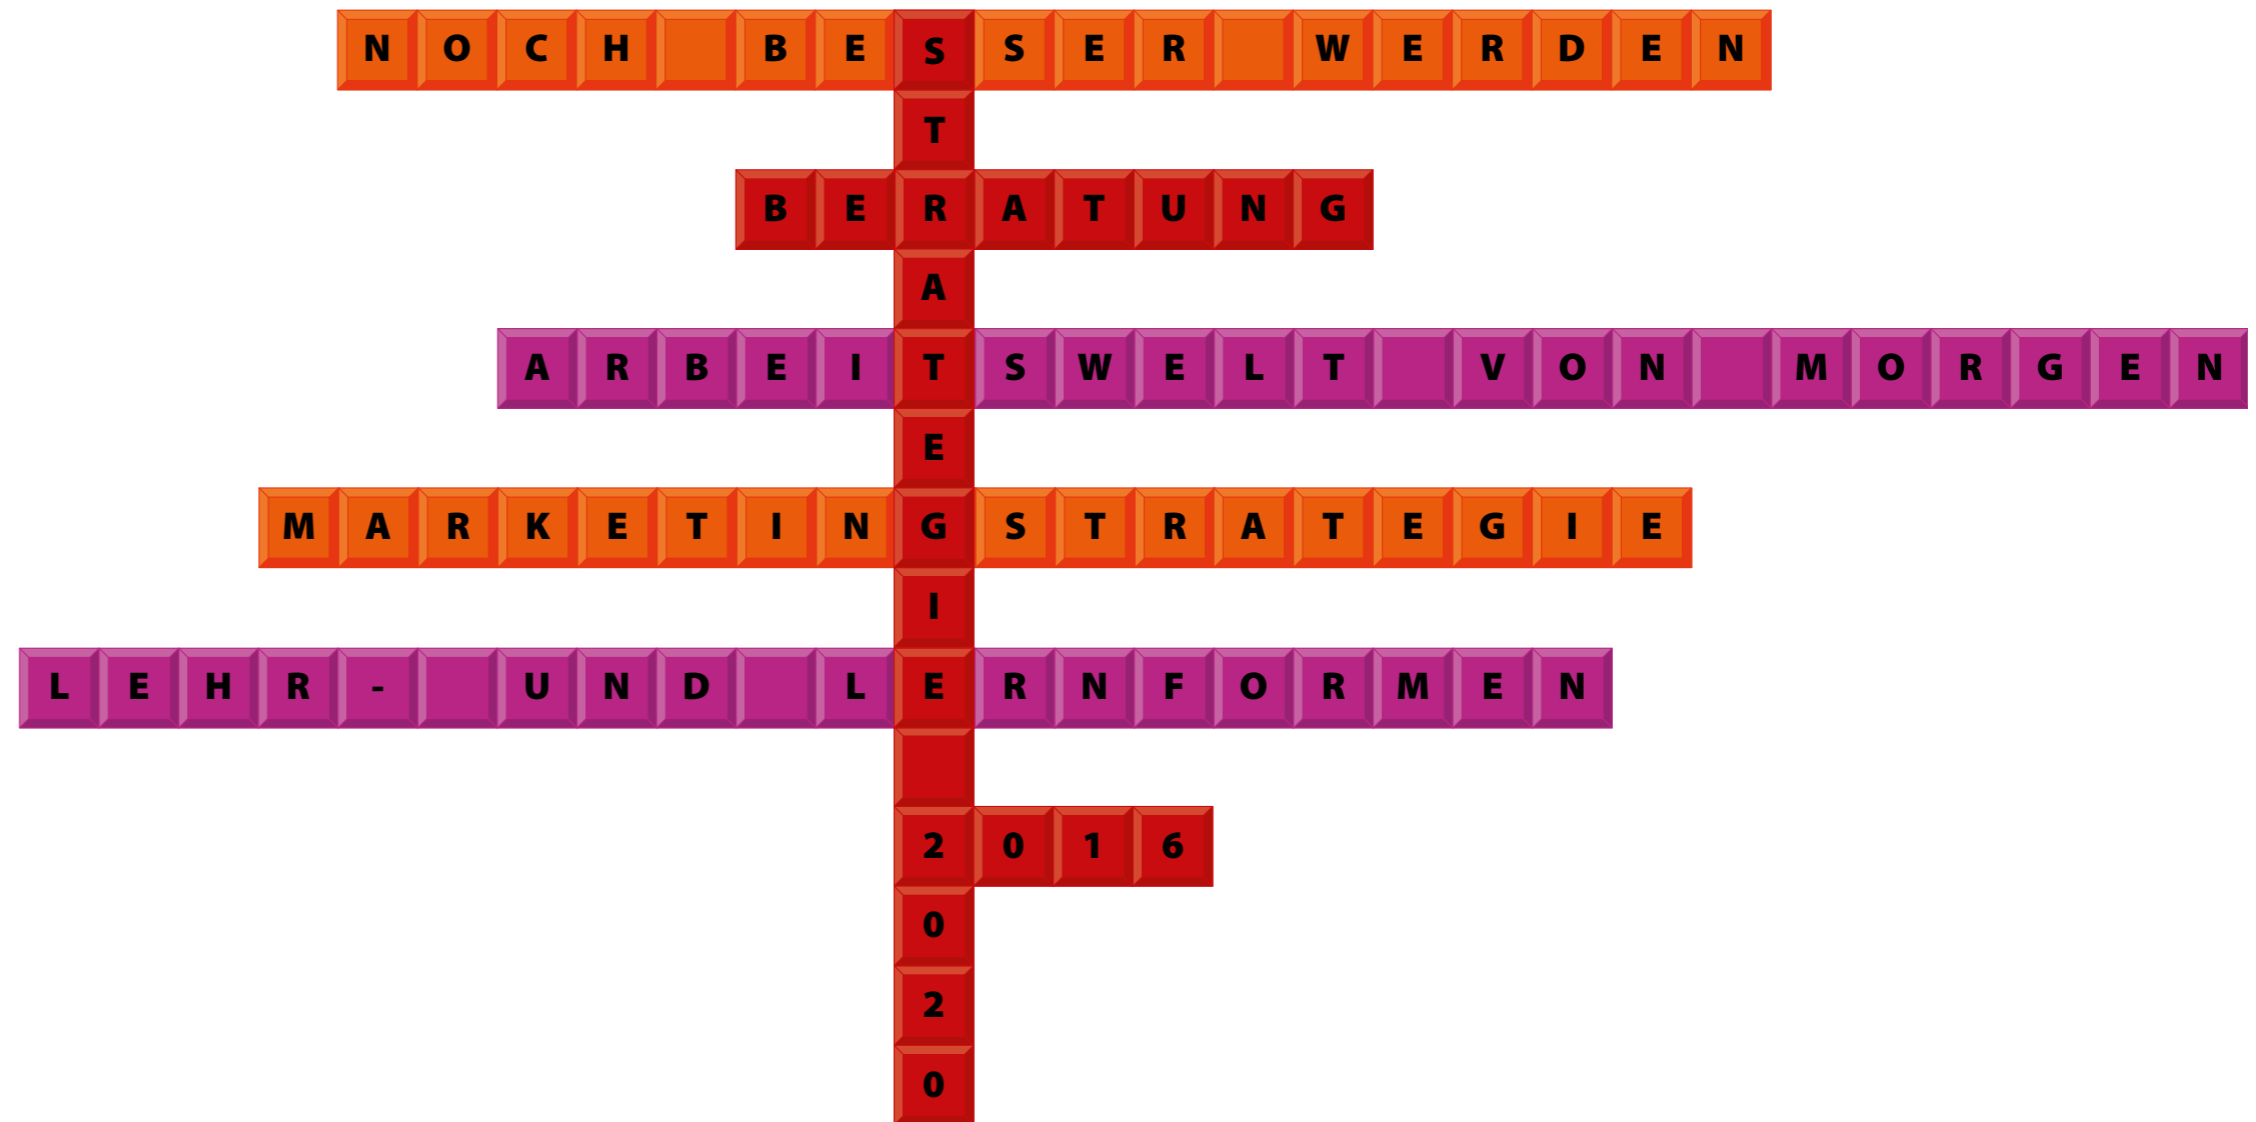 NOCH BESSER WERDEN
BERATUNG
ARBEITSWELT VON MORGEN
MARKETINGSTRATEGIE
LEHR- UND LERNFORMEN
2016
STRATEGIE 2020